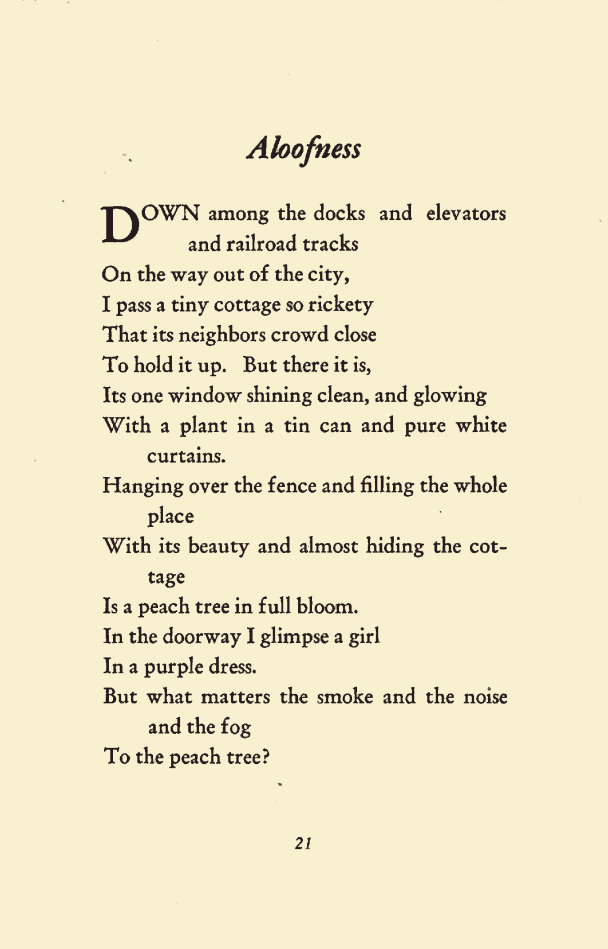 Aloofness
DOWN among the docks and elevators
and railroad tracks
On the way out of the city,
I pass a tiny cottage so rickety
That its neighbors crowd close
To hold it up. But there it is,
Its one window shining clean, and glowing
With a plant in a tin can and pure white
curtains.
Hanging over the fence and filling the whole
place
With its beauty and almost hiding the cot-
tage
Is a peach tree in full bloom.
In the doorway I glimpse a girl
In a purple dress.
But what matters the smoke and the noise
and the fog
To the peach tree?
21